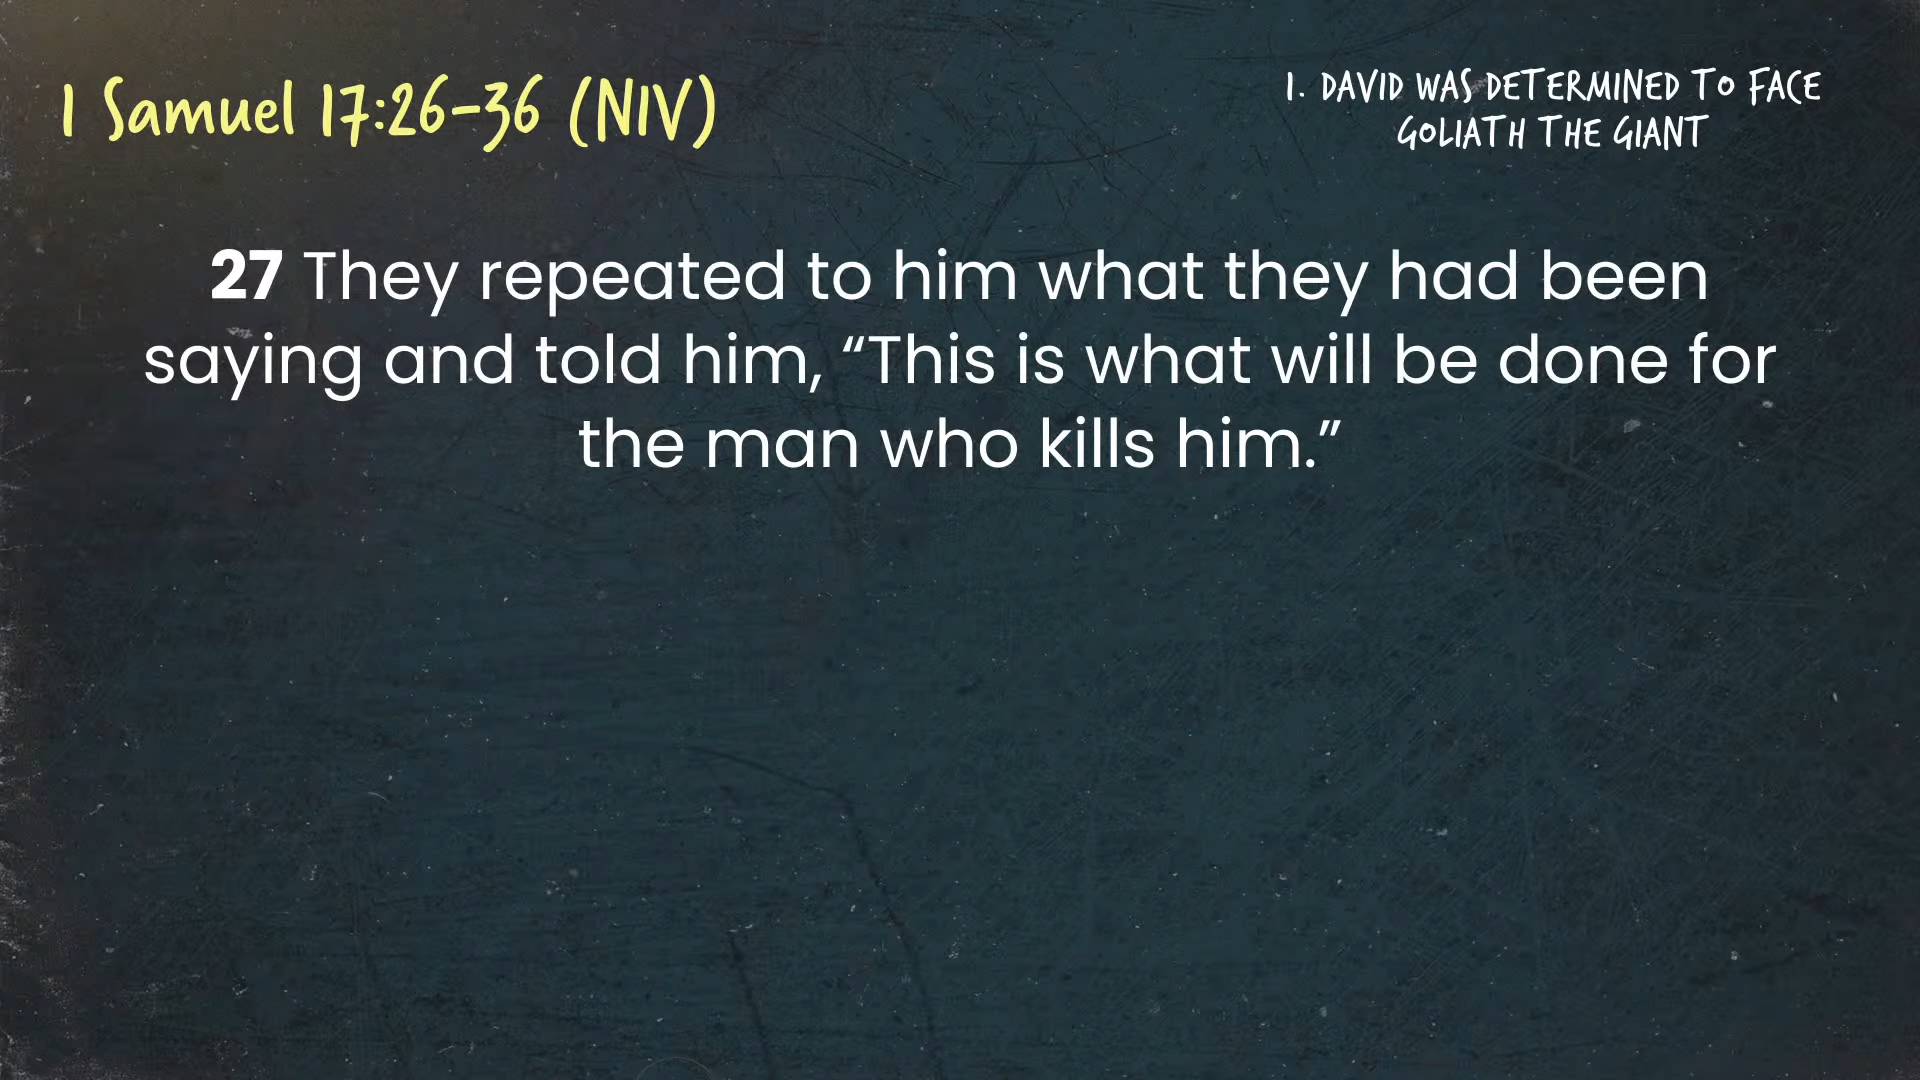 1 Samuel 17:26-36 (NIV)
1. DAVID WAS DETERMINED TO FACE
GOLIATH THE GIANT
27 They repeated to him what they had been
saying and told him, “This is what will be done for
the man who kills him.”